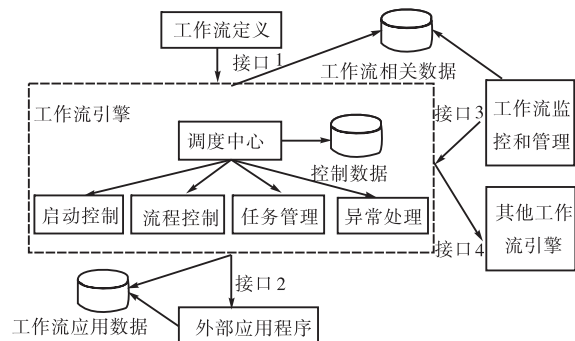 工作流定义
接口1
工作流相关数据
工作流引擎
调度中心
控制数据
接口3
工作流监
控和管理
启动控制
流程控制
任务管理
异常处理
其他工作
流引擎
接口4
接口2
工作流应用数据
外部应用程序